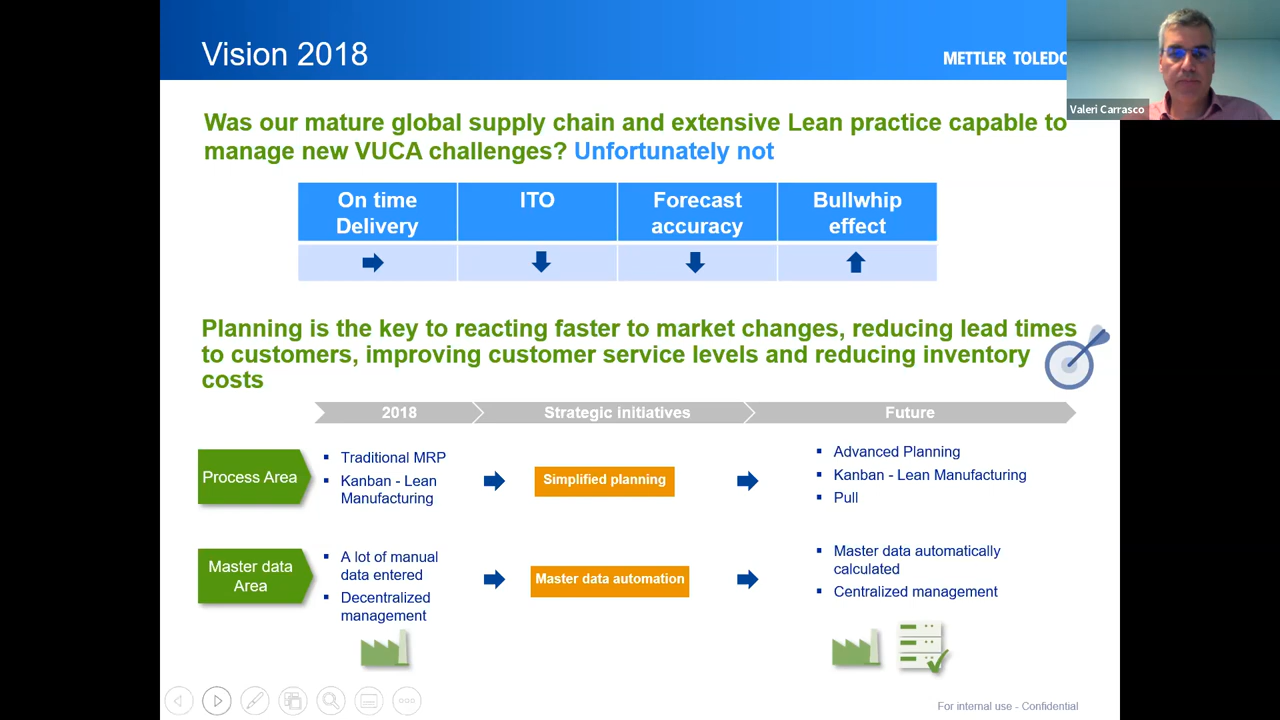 Vision 2018
METTLER TOLEDO
Valeri Carrasco
Was our mature global supply chain and extensive Lean practice capable to
manage new VUCA challenges? Unfortunately not
On time
Delivery
ITO
Forecast
accuracy
Bullwhip
effect
Planning is the key to reacting faster to market changes, reducing lead times
to customers, improving customer service levels and reducing inventory
costs
2018
Strategic initiatives
Future
Process Area
Traditional MRP
Kanban - Lean
Manufacturing
Simplified planning
Advanced Planning
Kanban - Lean Manufacturing
Pull
Master data
Area
A lot of manual
data entered
Decentralized
management
Master data automation
Master data automatically
calculated
Centralized management
For internal use - Confidential